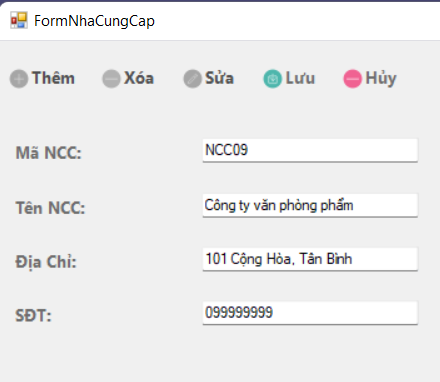 FormNhaCungCap
Thêm Xóa Sửa Lưu Hủy
Mã NCC: NCC09
Tên NCC: Công ty văn phòng phẩm
Địa Chỉ: 101 Cộng Hòa, Tân Bình
SĐT: 099999999